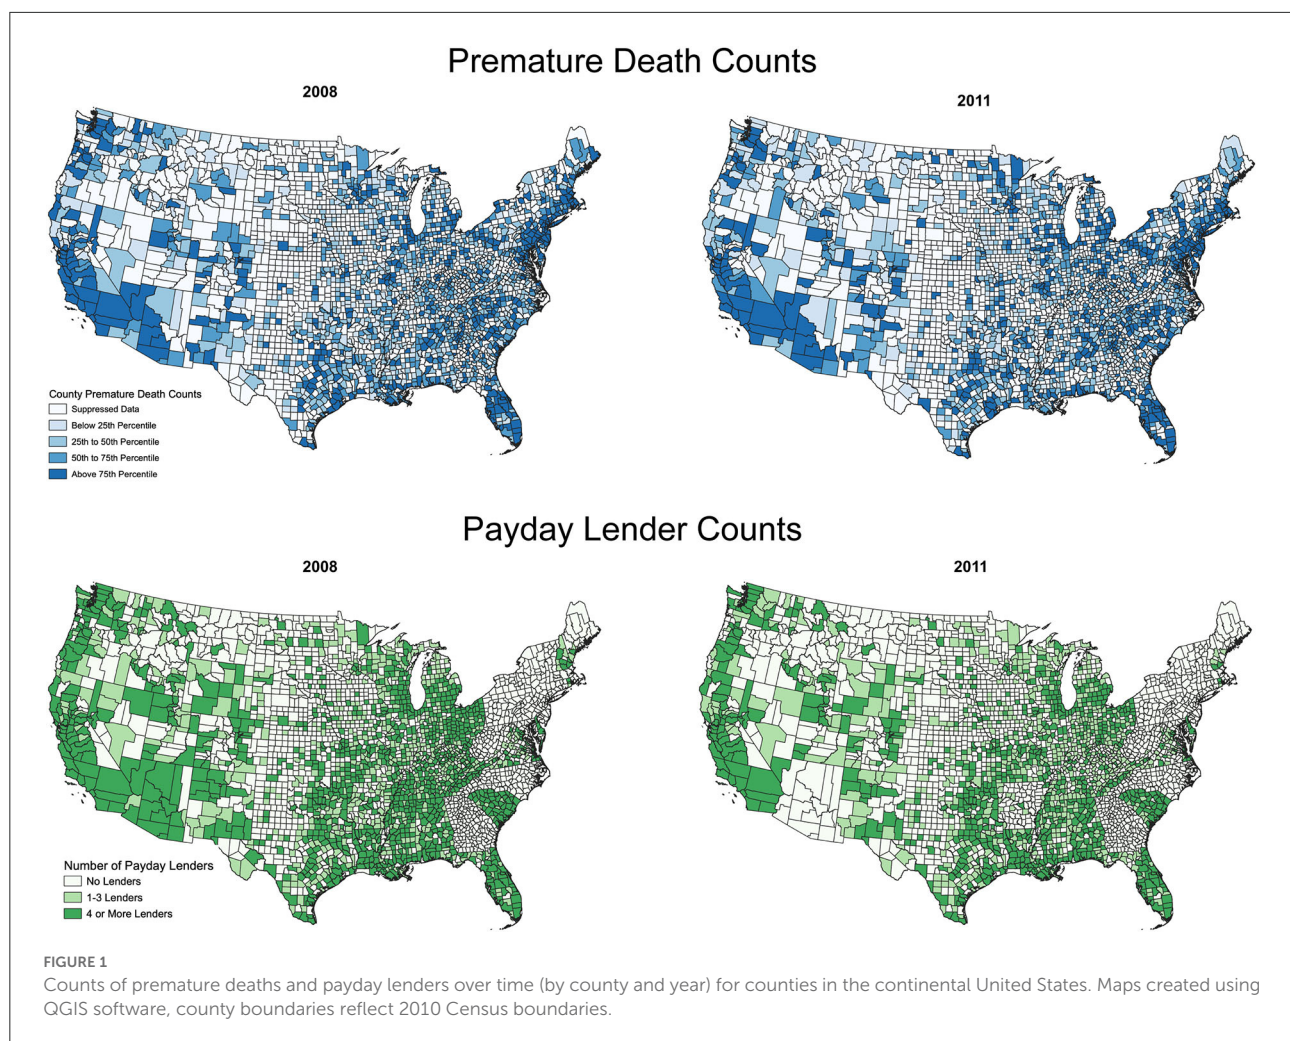 Premature Death Counts
2008
2011
County Premature Death Counts
Suppressed Data
Below 25th Percentile
25th to 50th Percentile
50th to 75th Percentile
Above 75th Percentile
Payday Lender Counts
2008
2011
Number of Payday Lenders
No Lenders
1-3 Lenders
4 or More Lenders
FIGURE 1
Counts of premature deaths and payday lenders over time (by county and year) for counties in the continental United States. Maps created using
QGIS software, county boundaries reflect 2010 Census boundaries.